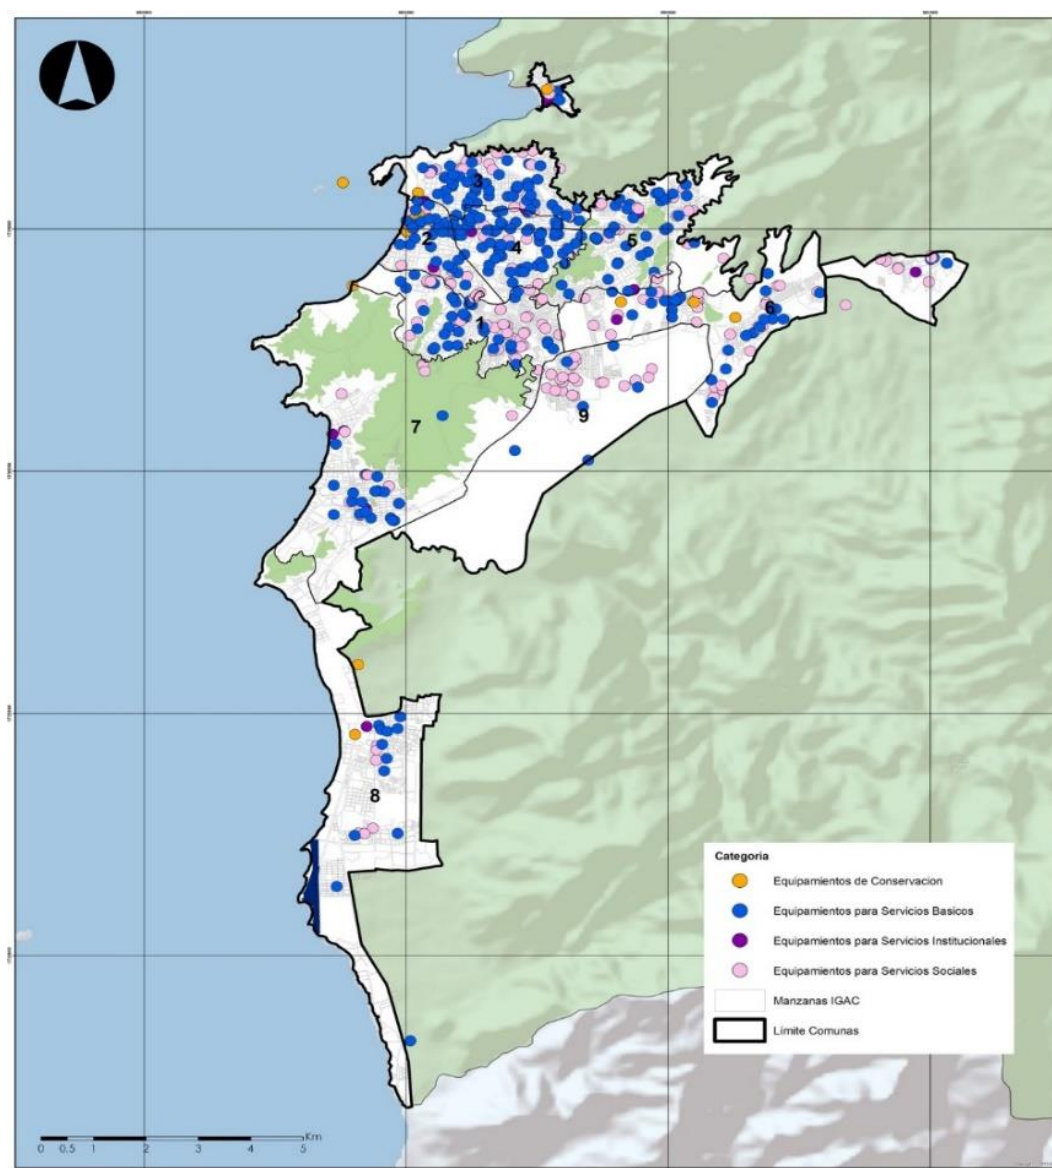 3
2
4
5
6
1
7
9
8
Categoria
Equipamientos de Conservacion
Equipamientos para Servicios Basicos
Equipamientos para Servicios Institucionales
Equipamientos para Servicios Sociales
Manzanas IGAC
Limite Comunas
Km
0 0.5 1 2 3 4 5